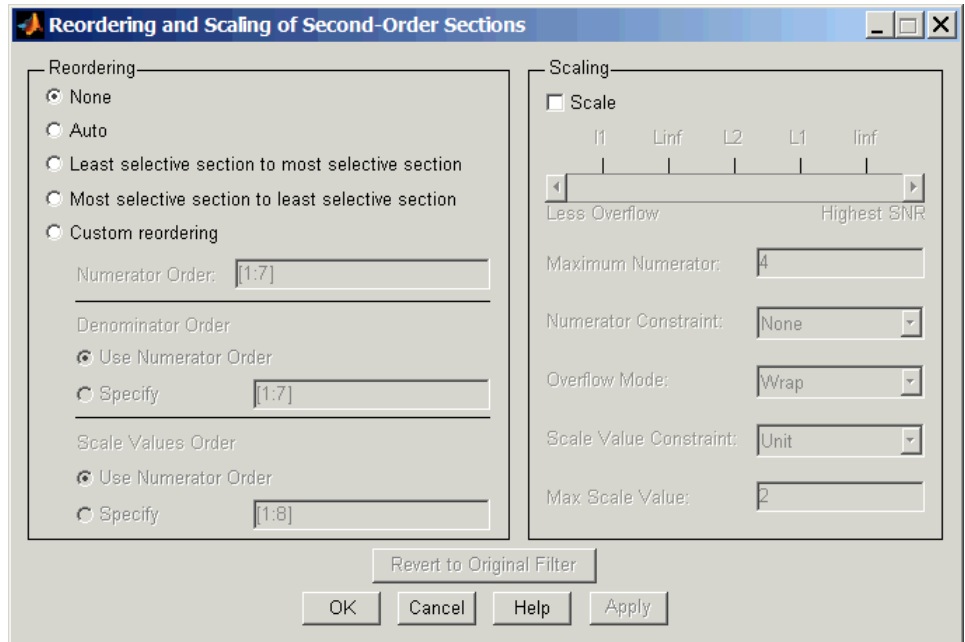 Reordering and Scaling of Second-Order Sections
Reordering
None
Auto
Least selective section to most selective section
Most selective section to least selective section
Custom reordering
Numerator Order: [1:7]
Denominator Order
Use Numerator Order
Specify [1:7]
Scale Values Order
Use Numerator Order
Specify [1:8]
Scaling
Scale
l1 Linf L2 L1 linf
Less Overflow Highest SNR
Maximum Numerator: 4
Numerator Constraint: None
Overflow Mode: Wrap
Scale Value Constraint: Unit
Max Scale Value: 2
Revert to Original Filter
OK Cancel Help Apply